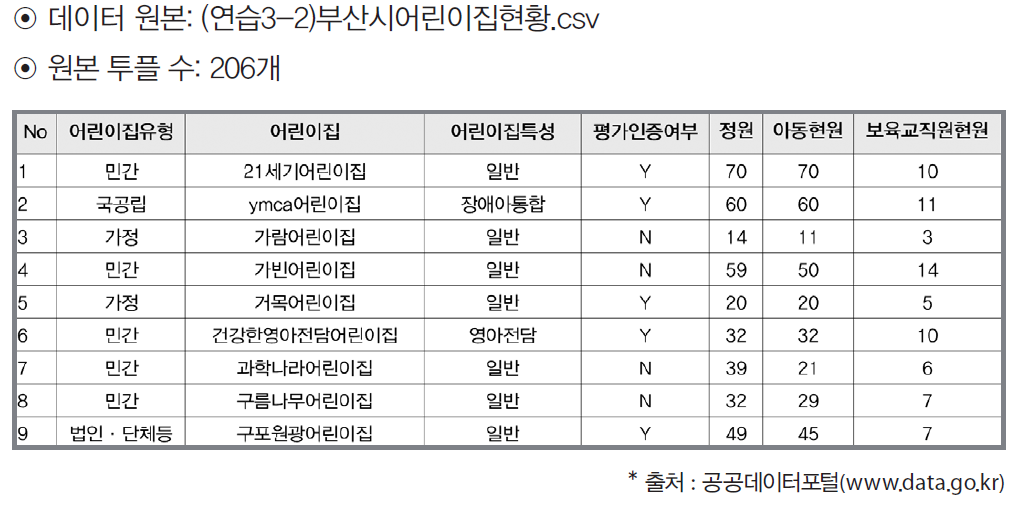 ⊙ 데이터 원본: (연습3-2)부산시어린이집현황.csv
⊙ 원본 투플 수: 206개
No 어린이집유형 어린이집 어린이집특성 평가인증여부 정원 아동현원 보육교직원현원
1 민간 21세기어린이집 일반 Y 70 70 10
2 국공립 ymca어린이집 장애아통합 Y 60 60 11
3 가정 가람어린이집 일반 N 14 11 3
4 민간 가빈어린이집 일반 N 59 50 14
5 가정 거목어린이집 일반 Y 20 20 5
6 민간 건강한영아전담어린이집 영아전담 Y 32 32 10
7 민간 과학나라어린이집 일반 N 39 21 6
8 민간 구름나무어린이집 일반 N 32 29 7
9 법인 · 단체등 구포원광어린이집 일반 Y 49 45 7
* 출처 : 공공데이터포털(www.data.go.kr)